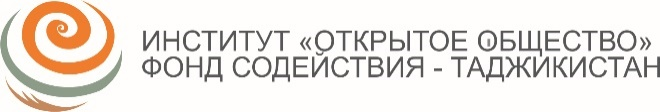 ИНСТИТУТ «ОТКРЫТОЕ ОБЩЕСТВО»
ФОНД СОДЕЙСТВИЯ - ТАДЖИКИСТАН